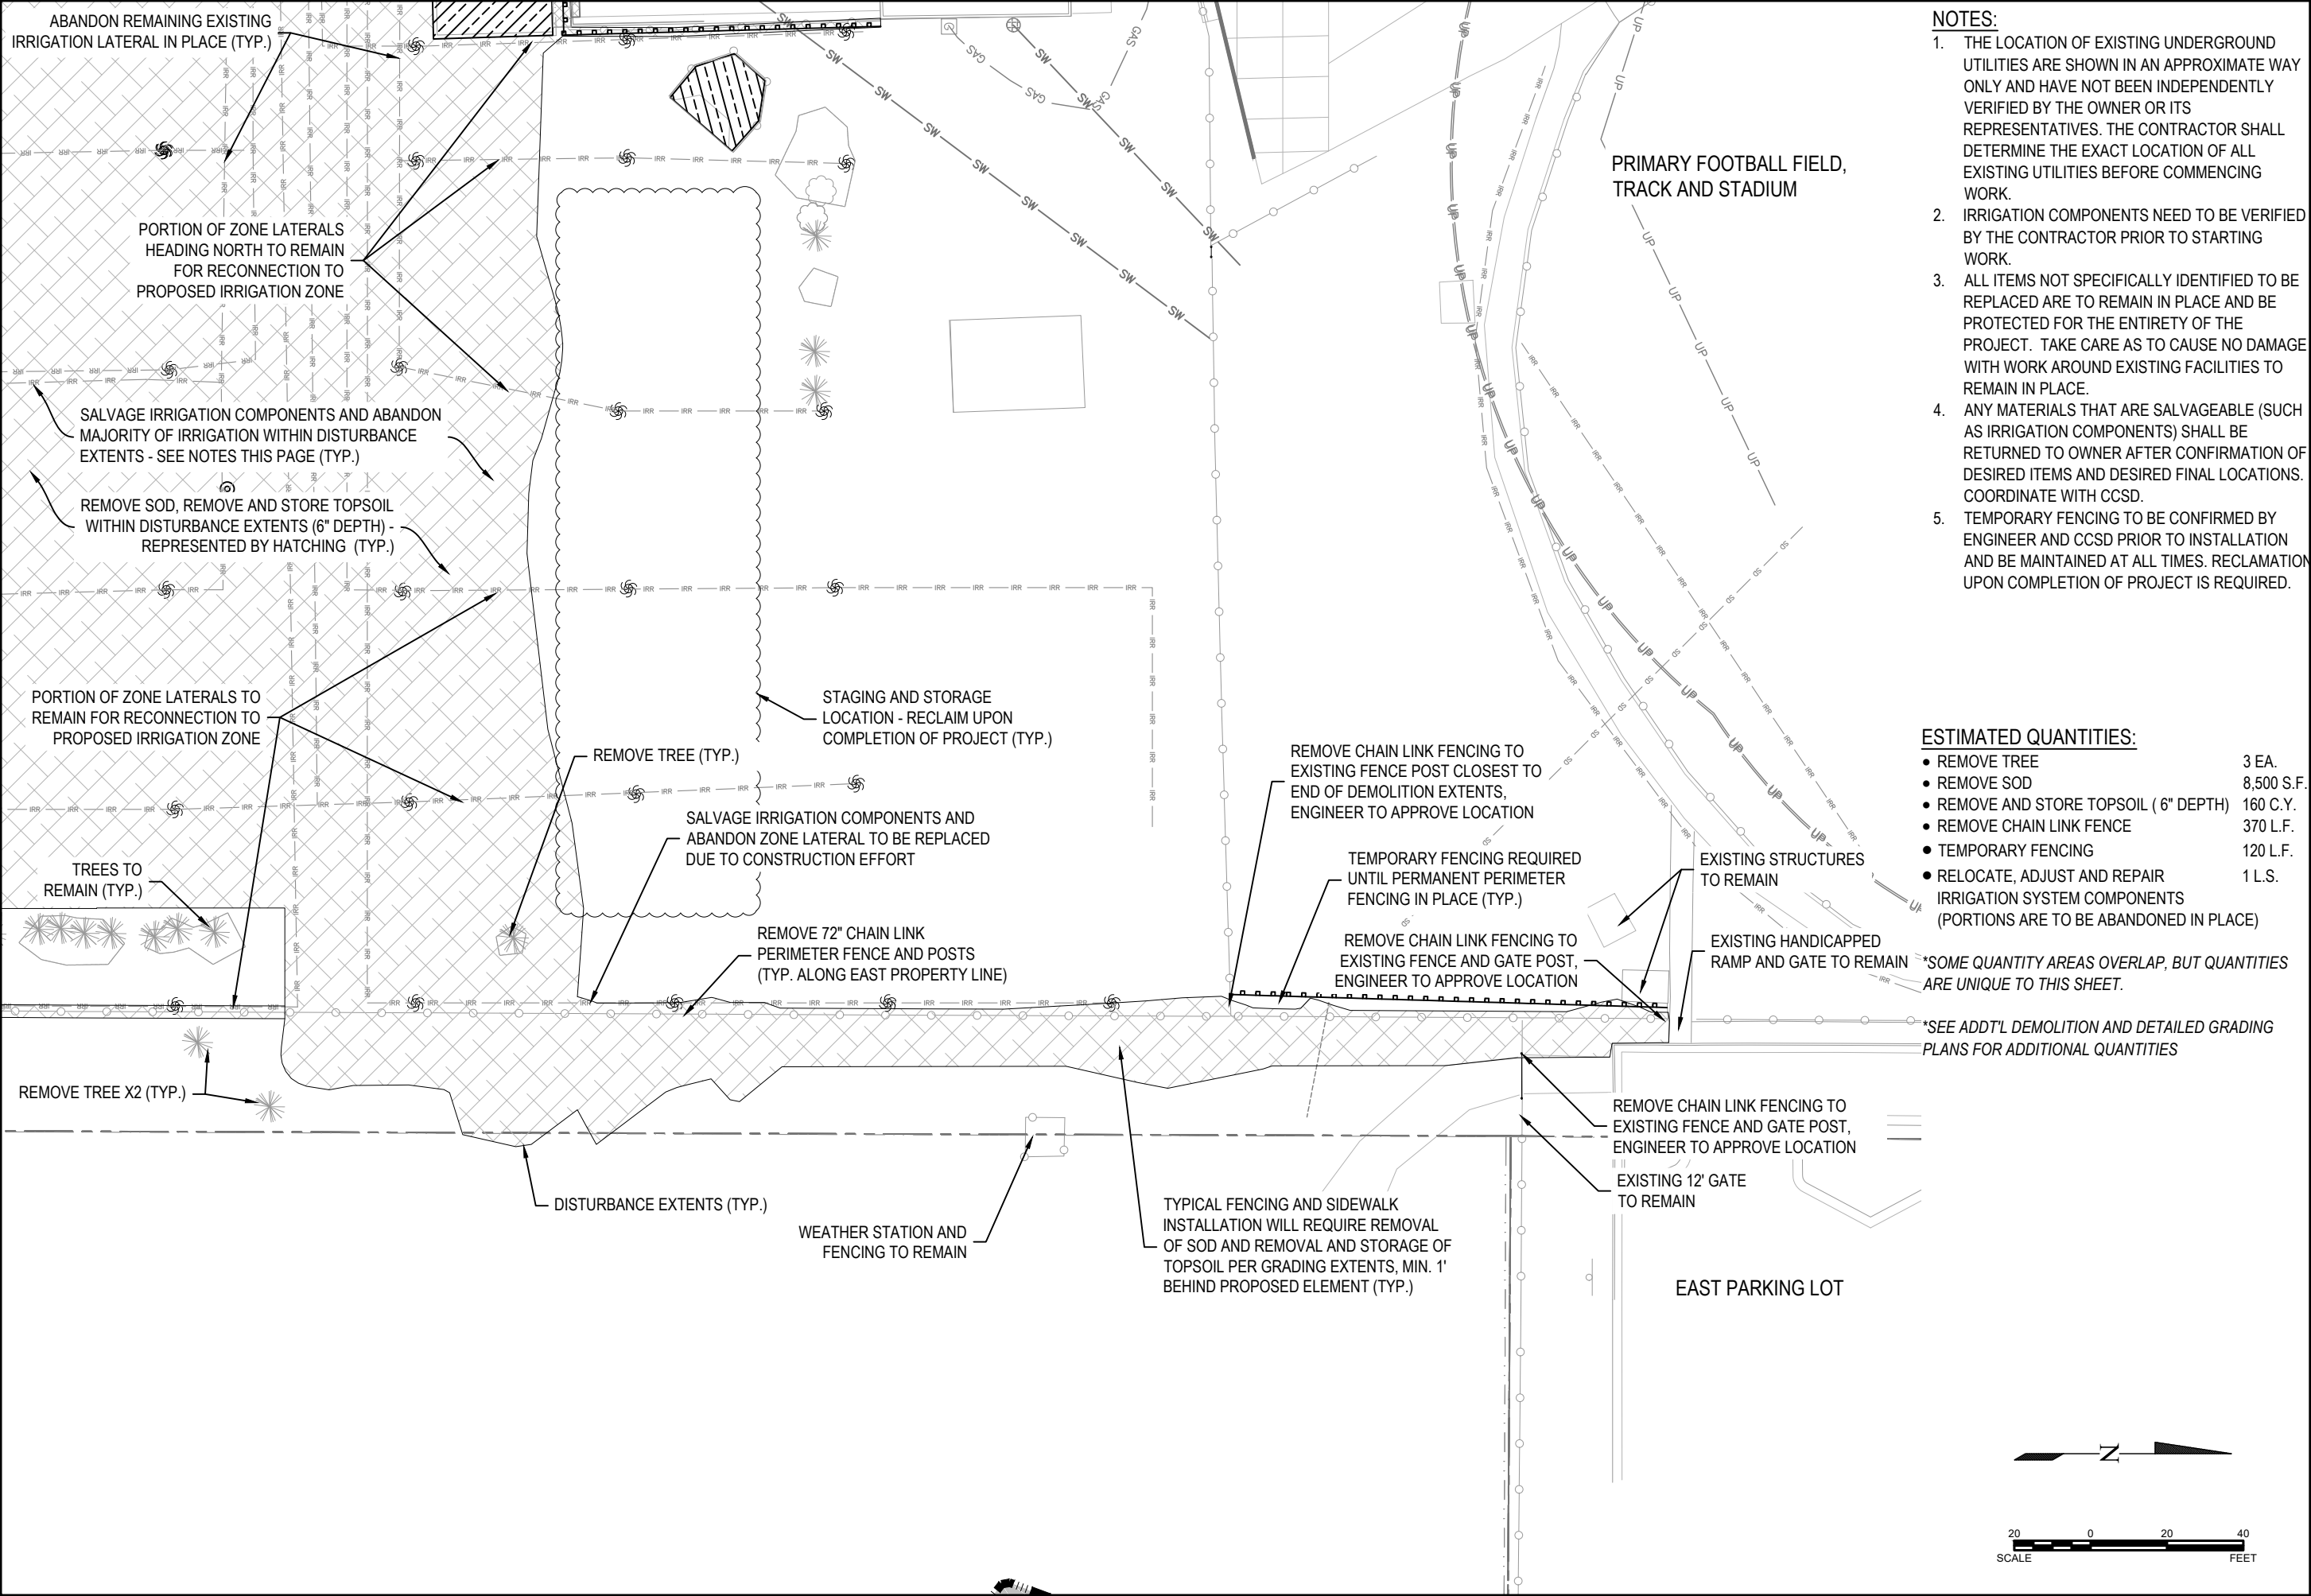 ABANDON REMAINING EXISTING
IRRIGATION LATERAL IN PLACE (TYP.)
PORTION OF ZONE LATERALS
HEADING NORTH TO REMAIN
FOR RECONNECTION TO
PROPOSED IRRIGATION ZONE
SALVAGE IRRIGATION COMPONENTS AND ABANDON
MAJORITY OF IRRIGATION WITHIN DISTURBANCE
EXTENTS - SEE NOTES THIS PAGE (TYP.)
REMOVE SOD, REMOVE AND STORE TOPSOIL
WITHIN DISTURBANCE EXTENTS (6" DEPTH) -
REPRESENTED BY HATCHING (TYP.)
PORTION OF ZONE LATERALS TO
REMAIN FOR RECONNECTION TO
PROPOSED IRRIGATION ZONE
TREES TO
REMAIN (TYP.)
REMOVE TREE X2 (TYP.)
REMOVE TREE (TYP.)
STAGING AND STORAGE
LOCATION - RECLAIM UPON
COMPLETION OF PROJECT (TYP.)
SALVAGE IRRIGATION COMPONENTS AND
ABANDON ZONE LATERAL TO BE REPLACED
DUE TO CONSTRUCTION EFFORT
REMOVE 72" CHAIN LINK
PERIMETER FENCE AND POSTS
(TYP. ALONG EAST PROPERTY LINE)
DISTURBANCE EXTENTS (TYP.)
WEATHER STATION AND
FENCING TO REMAIN
TYPICAL FENCING AND SIDEWALK
INSTALLATION WILL REQUIRE REMOVAL
OF SOD AND REMOVAL AND STORAGE OF
TOPSOIL PER GRADING EXTENTS, MIN. 1'
BEHIND PROPOSED ELEMENT (TYP.)
REMOVE CHAIN LINK FENCING TO
EXISTING FENCE POST CLOSEST TO
END OF DEMOLITION EXTENTS,
ENGINEER TO APPROVE LOCATION
TEMPORARY FENCING REQUIRED
UNTIL PERMANENT PERIMETER
FENCING IN PLACE (TYP.)
REMOVE CHAIN LINK FENCING TO
EXISTING FENCE AND GATE POST,
ENGINEER TO APPROVE LOCATION
EXISTING STRUCTURES
TO REMAIN
EXISTING HANDICAPPED
RAMP AND GATE TO REMAIN
REMOVE CHAIN LINK FENCING TO
EXISTING FENCE AND GATE POST,
ENGINEER TO APPROVE LOCATION
EXISTING 12' GATE
TO REMAIN
EAST PARKING LOT
PRIMARY FOOTBALL FIELD,
TRACK AND STADIUM
NOTES:
1. THE LOCATION OF EXISTING UNDERGROUND
UTILITIES ARE SHOWN IN AN APPROXIMATE WAY
ONLY AND HAVE NOT BEEN INDEPENDENTLY
VERIFIED BY THE OWNER OR ITS
REPRESENTATIVES. THE CONTRACTOR SHALL
DETERMINE THE EXACT LOCATION OF ALL
EXISTING UTILITIES BEFORE COMMENCING
WORK.
2. IRRIGATION COMPONENTS NEED TO BE VERIFIED
BY THE CONTRACTOR PRIOR TO STARTING
WORK.
3. ALL ITEMS NOT SPECIFICALLY IDENTIFIED TO BE
REPLACED ARE TO REMAIN IN PLACE AND BE
PROTECTED FOR THE ENTIRETY OF THE
PROJECT. TAKE CARE AS TO CAUSE NO DAMAGE
WITH WORK AROUND EXISTING FACILITIES TO
REMAIN IN PLACE.
4. ANY MATERIALS THAT ARE SALVAGEABLE (SUCH
AS IRRIGATION COMPONENTS) SHALL BE
RETURNED TO OWNER AFTER CONFIRMATION OF
DESIRED ITEMS AND DESIRED FINAL LOCATIONS.
COORDINATE WITH CCSD.
5. TEMPORARY FENCING TO BE CONFIRMED BY
ENGINEER AND CCSD PRIOR TO INSTALLATION
AND BE MAINTAINED AT ALL TIMES. RECLAMATION
UPON COMPLETION OF PROJECT IS REQUIRED.
ESTIMATED QUANTITIES:
• REMOVE TREE 3 EA.
• REMOVE SOD 8,500 S.F.
• REMOVE AND STORE TOPSOIL ( 6" DEPTH) 160 C.Y.
• REMOVE CHAIN LINK FENCE 370 L.F.
• TEMPORARY FENCING 120 L.F.
• RELOCATE, ADJUST AND REPAIR 1 L.S.
IRRIGATION SYSTEM COMPONENTS
(PORTIONS ARE TO BE ABANDONED IN PLACE)
*SOME QUANTITY AREAS OVERLAP, BUT QUANTITIES
ARE UNIQUE TO THIS SHEET.
*SEE ADDT'L DEMOLITION AND DETAILED GRADING
PLANS FOR ADDITIONAL QUANTITIES
N
20 0 20 40
SCALE FEET